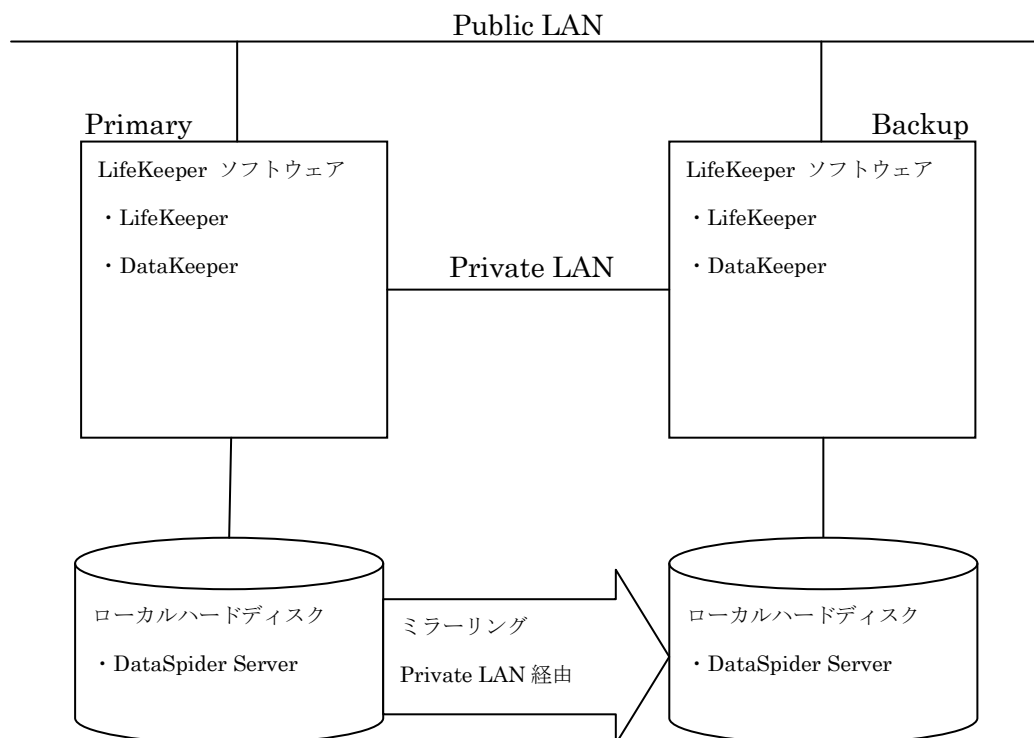 Public LAN
Primary
Backup
LifeKeeper ソフトウェア
・LifeKeeper
・DataKeeper
Private LAN
LifeKeeper ソフトウェア
・LifeKeeper
・DataKeeper
ローカルハードディスク
・DataSpider Server
ミラーリング
Private LAN 経由
ローカルハードディスク
・DataSpider Server